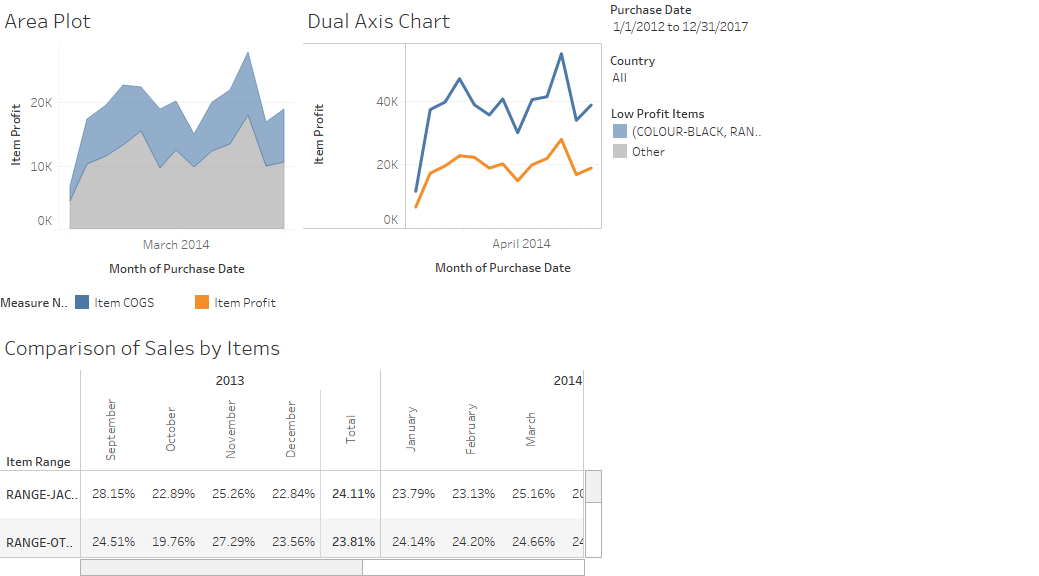 Area Plot
Dual Axis Chart
Purchase Date
1/1/2012 to 12/31/2017
Country
All
Low Profit Items
(COLOUR-BLACK, RAN..
Other
Item Profit
20K
10K
0K
March 2014
Month of Purchase Date
Item Profit
40K
20K
0K
April 2014
Month of Purchase Date
Measure N.. Item COGS Item Profit
Comparison of Sales by Items
2013 2014
Item Range September October November December Total January February March
RANGE-JAC.. 28.15% 22.89% 25.26% 22.84% 24.11% 23.79% 23.13% 25.16% 20
RANGE-OT.. 24.51% 19.76% 27.29% 23.56% 23.81% 24.14% 24.20% 24.66% 24